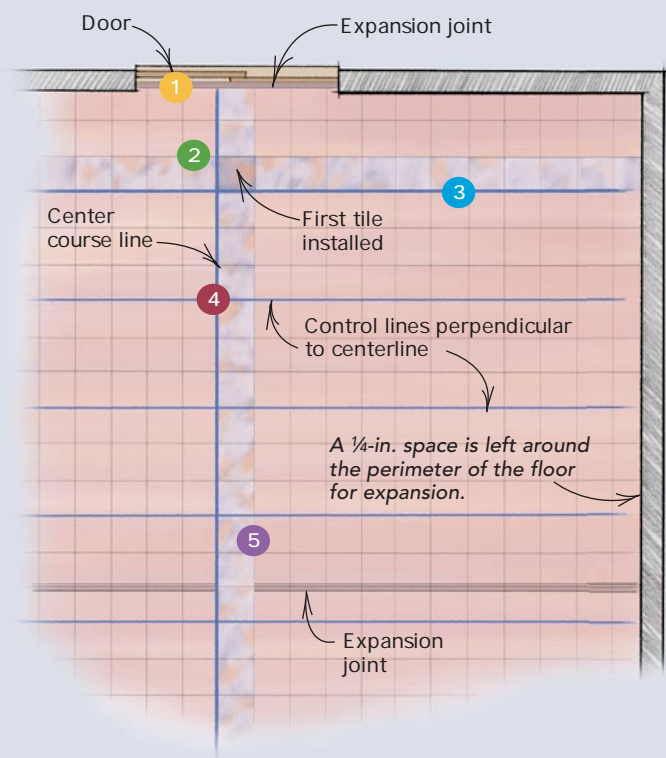 Door
Expansion joint
1
2
3
Center
course line
First tile
installed
4
Control lines perpendicular
to centerline
A ¼-in. space is left around
the perimeter of the floor
for expansion.
5
Expansion
joint